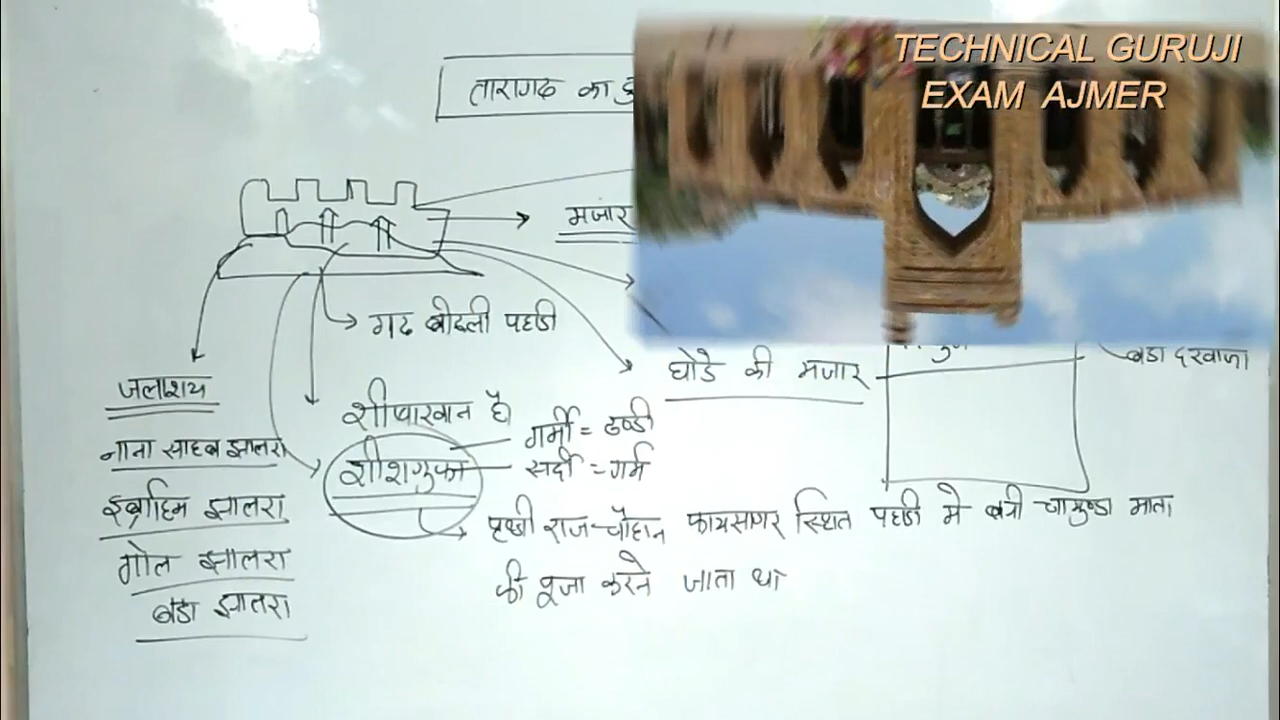 TECHNICAL GURUJI
EXAM AJMER
तारागढ का
मजार
गढ बीठली पहाडी
घोडे की मजार
बडा दरवाजा
जलाशय
नाना साहब झालरा
इब्राहिम झालरा
गोल झालरा
बडा झालरा
है।
शीशगुफा
गर्मी = ठण्डी
सर्दी = गर्म
पृथ्वी राज चौहान फायसागर स्थित पहाडी मे बनी चामुण्डा माता
की पूजा करने जाता था